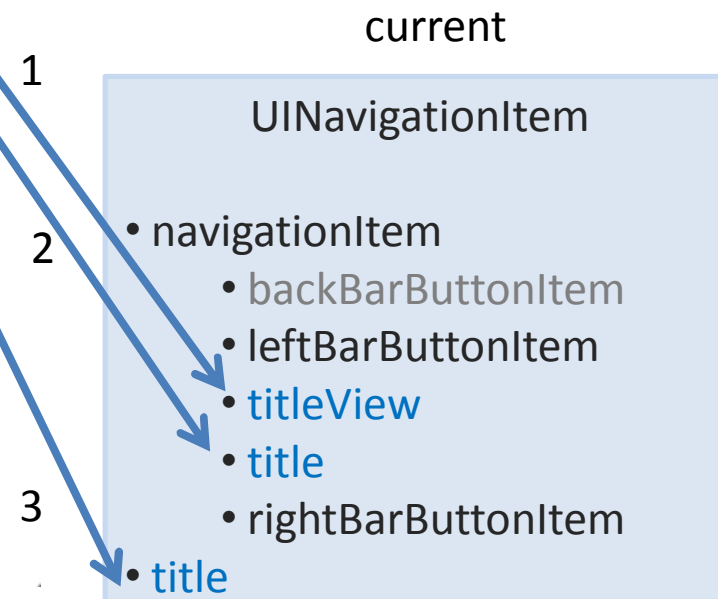 current
1
UINavigationItem
• navigationItem
2
• backBarButtonItem
• leftBarButtonItem
• titleView
• title
3
• rightBarButtonItem
• title